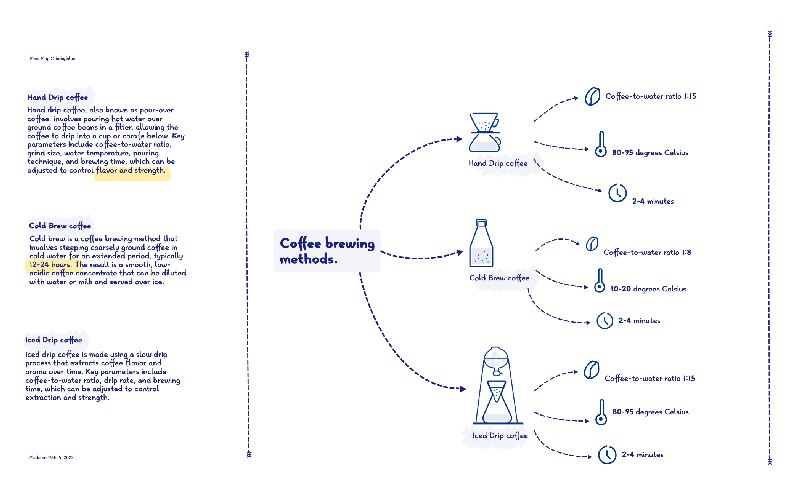 Hand Drip coffee
Hand drip coffee, also known as pour-over
coffee, involves pouring hot water over
ground coffee beans in a filter, allowing the
coffee to drip into a cup or carafe below. Key
parameters include coffee-to-water ratio,
grind size, water temperature, pouring
technique, and brewing time, which can be
adjusted to control flavor and strength.
Cold Brew coffee
Cold brew is a coffee brewing method that
involves steeping coarsely ground coffee in
cold water for an extended period, typically
12-24 hours. The result is a smooth, low-
acidic coffee concentrate that can be diluted
with water or milk and served over ice.
Iced Drip coffee
Iced drip coffee is made using a slow drip
process that extracts coffee flavor and
aroma over time. Key parameters include
coffee-to-water ratio, drip rate, and brewing
time, which can be adjusted to control
extraction and strength.
Coffee brewing
methods.
Hand Drip coffee
Coffee-to-water ratio 1:15
80-95 degrees Celsius
2-4 minutes
Cold Brew coffee
Coffee-to-water ratio 1:8
10-20 degrees Celsius
2-4 minutes
Iced Drip coffee
Coffee-to-water ratio 1:15
80-95 degrees Celsius
2-4 minutes